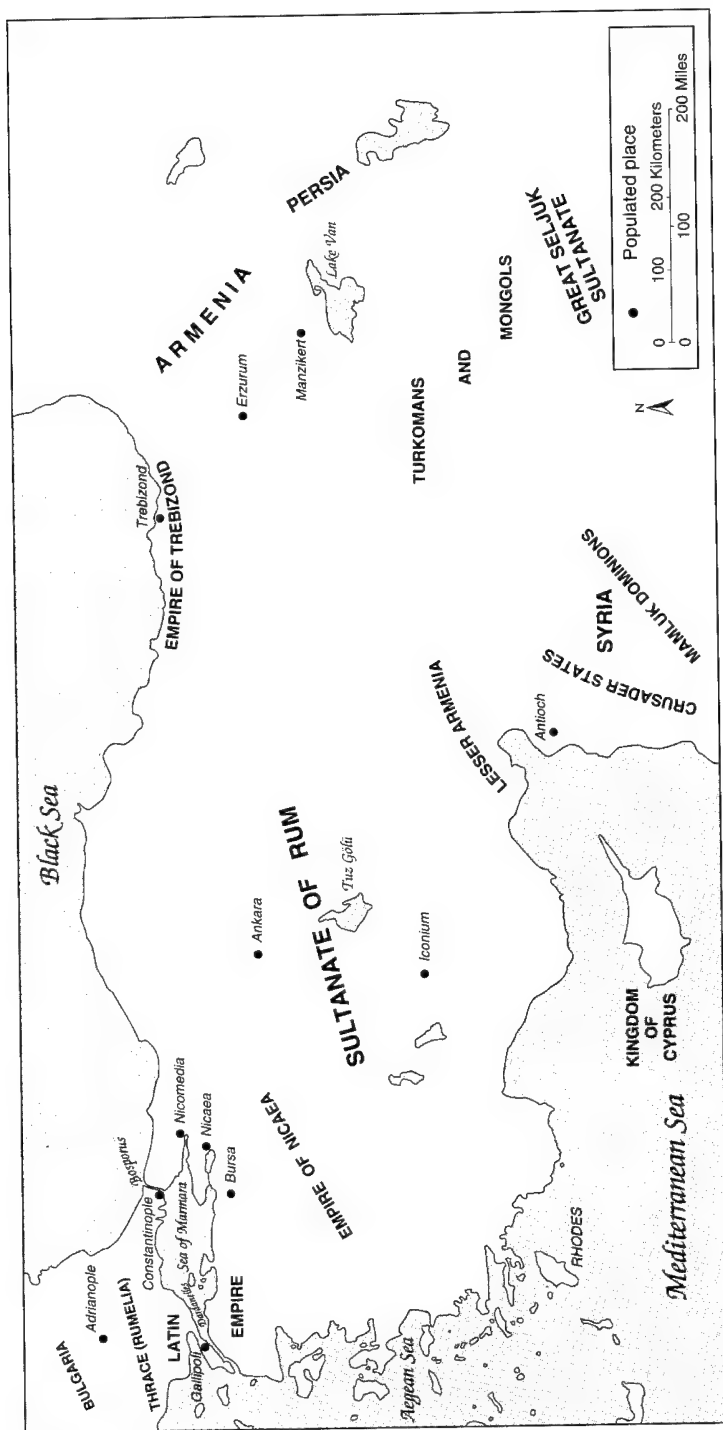 Black Sea
BULGARIA
Adrianople
THRACE (RUMELIA)
Constantinople
Bosporus
Sea of Marmara
Nicomedia
Nicaea
Bursa
LATIN
EMPIRE
Gallipoli
Dardanelles
EMPIRE OF NICAEA
Ankara
SULTANATE OF RUM
Tuz Gölü
Iconium
Trebizond
EMPIRE OF TREBIZOND
ARMENIA
Erzurum
Manzikert
Lake Van
PERSIA
TURKOMANS
AND
MONGOLS
GREAT SELJUK
SULTANATE
LESSER ARMENIA
Antioch
SYRIA
CRUSADER STATES
MAMLUK DOMINIONS
Aegean Sea
RHODES
Mediterranean Sea
KINGDOM
OF
CYPRUS
N
Populated place
0 100 200 Kilometers
0 100 200 Miles